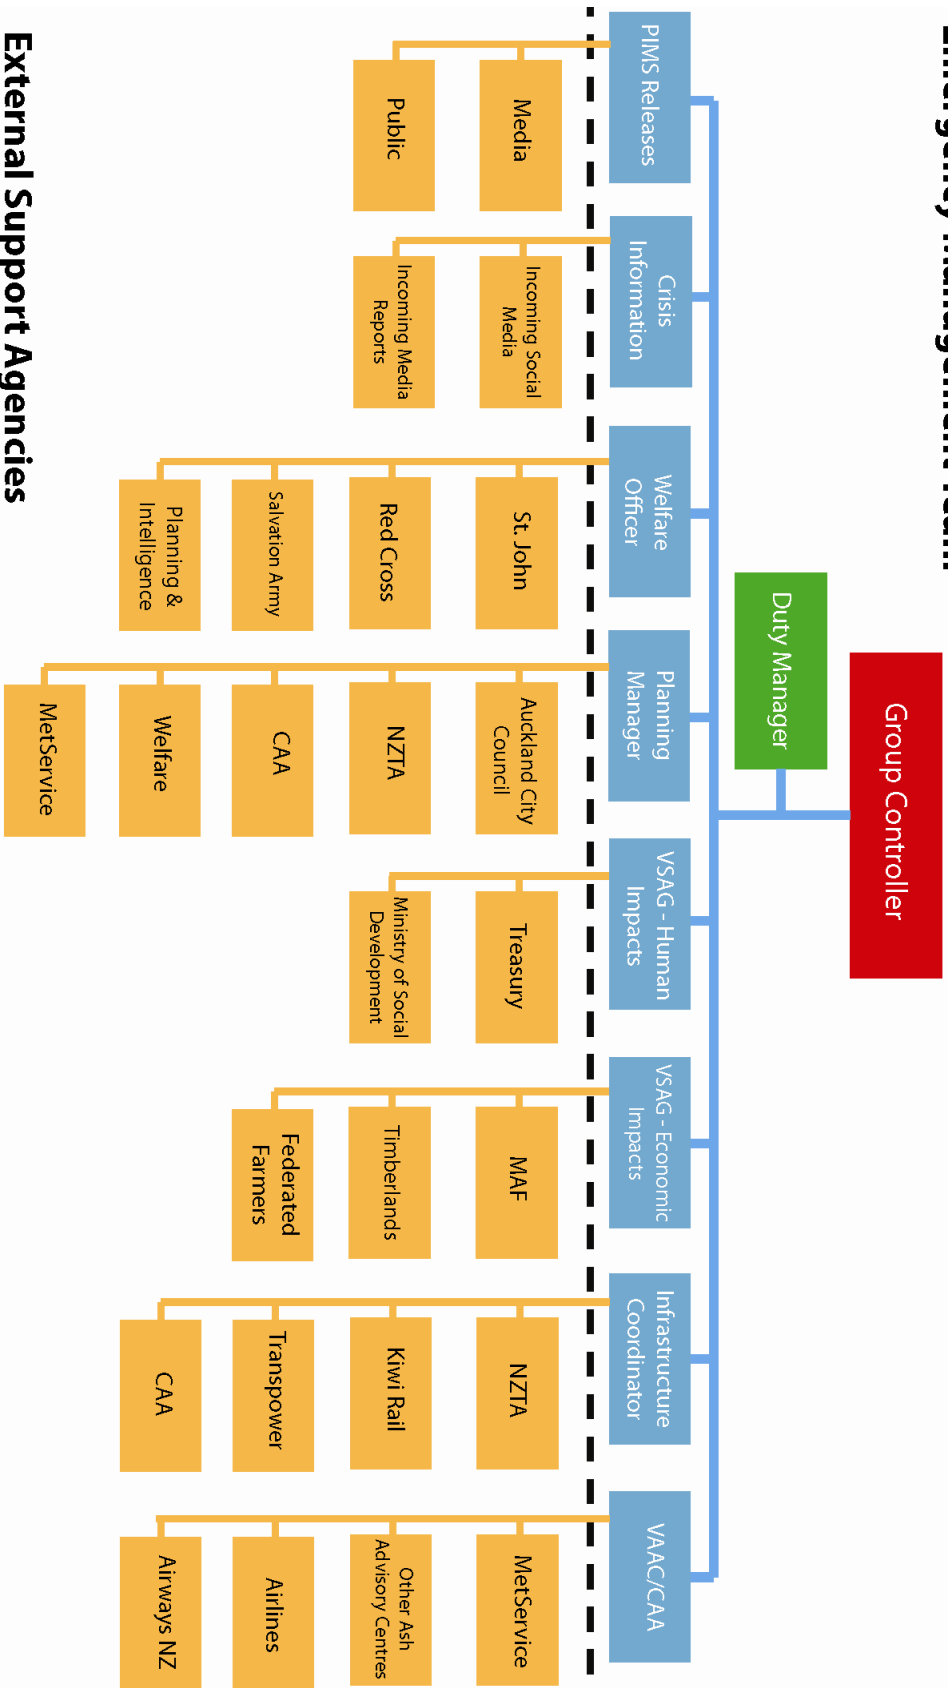 Emergency Management Team
Group Controller
Duty Manager
PIMS Releases
Crisis
Information
Welfare
Officer
Planning
Manager
VSAG - Human
Impacts
VSAG - Economic
Impacts
Infrastructure
Coordinator
VAAC/CAA
Media
Public
Incoming Social
Media
Incoming Media
Reports
St. John
Red Cross
Salvation Army
Planning &
Intelligence
Auckland City
Council
NZTA
CAA
Welfare
MetService
Treasury
Ministry of Social
Development
MAF
Timberlands
Federated
Farmers
NZTA
Kiwi Rail
Transpower
CAA
MetService
Other Ash
Advisory Centres
Airlines
Airways NZ
External Support Agencies